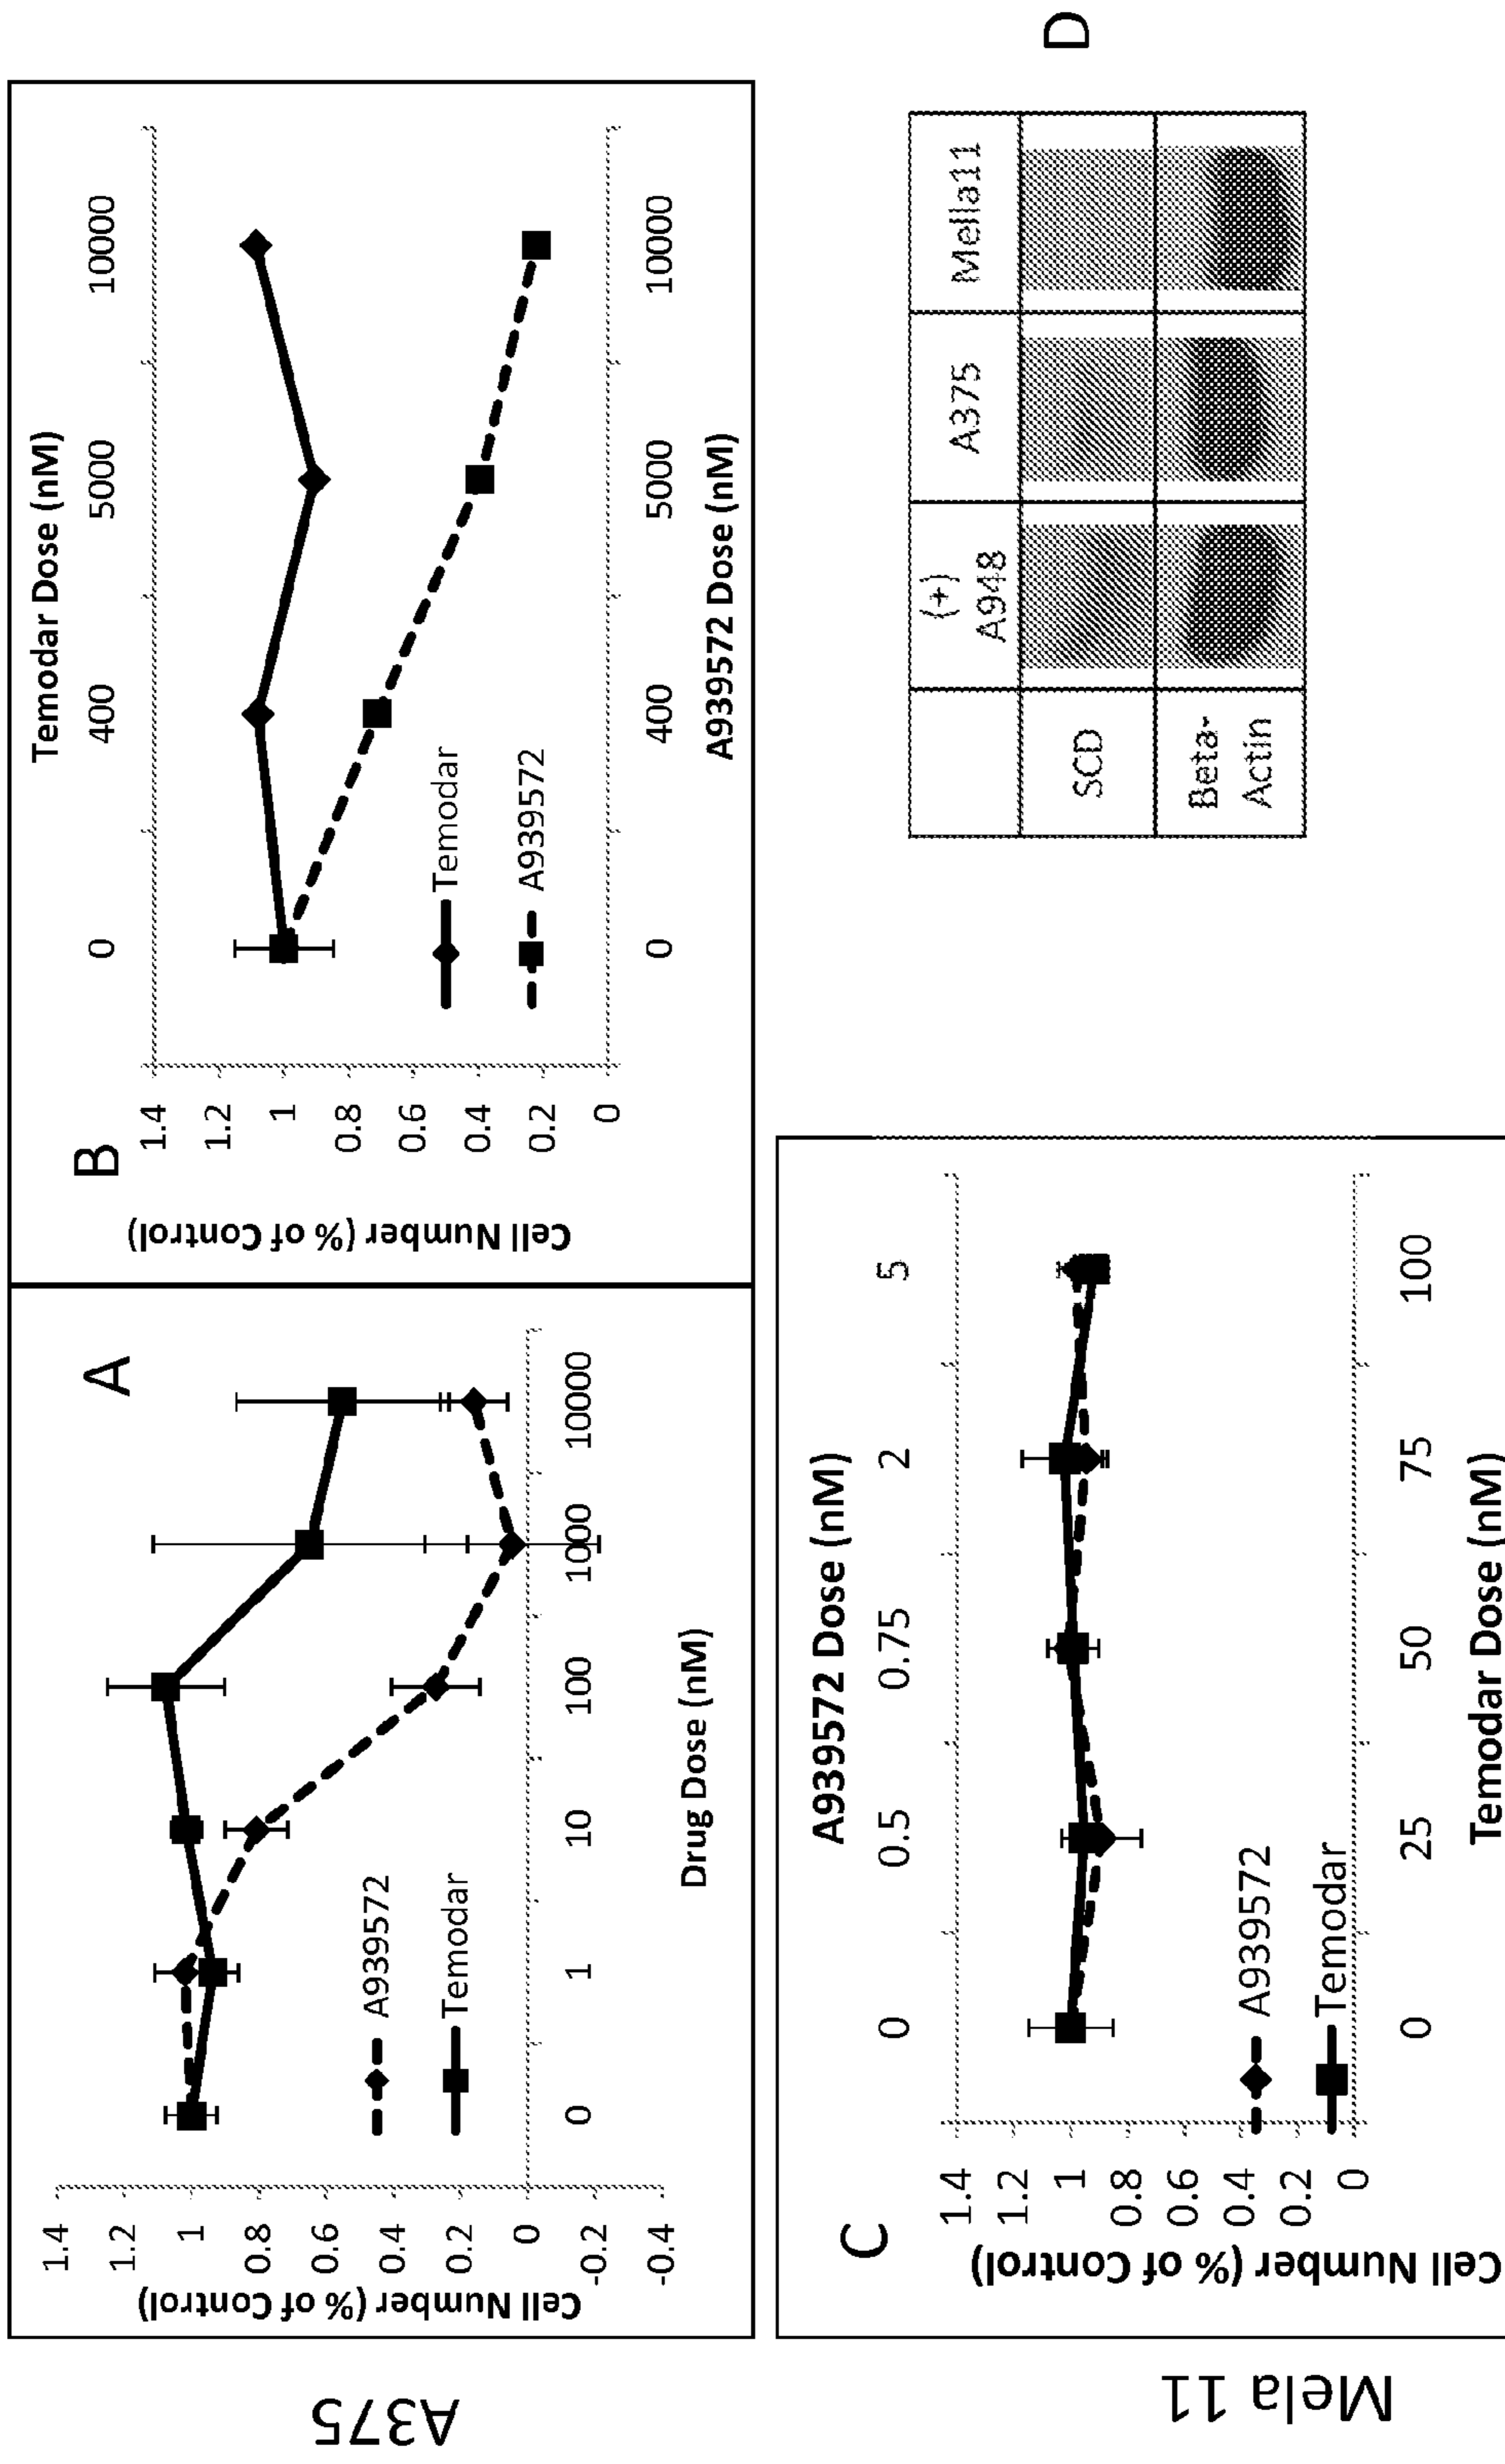 A375
A
Cell Number (% of Control)
1.4
1.2
1
0.8
0.6
0.4
0.2
0
-0.2
-0.4
A939572
Temodar
0 1 10 100 1000 10000
Drug Dose (nM)
B
Temodar Dose (nM)
0 400 5000 10000
Cell Number (% of Control)
1.4
1.2
1
0.8
0.6
0.4
0.2
0
Temodar
A939572
0 400 5000 10000
A939572 Dose (nM)
Mela 11
C
A939572 Dose (nM)
0 0.5 0.75 2 5
Cell Number (% of Control)
1.4
1.2
1
0.8
0.6
0.4
0.2
0
A939572
Temodar
0 25 50 75 100
Temodar Dose (nM)
(+) A375 Mella11
A948
SCD
Beta-
Actin
D